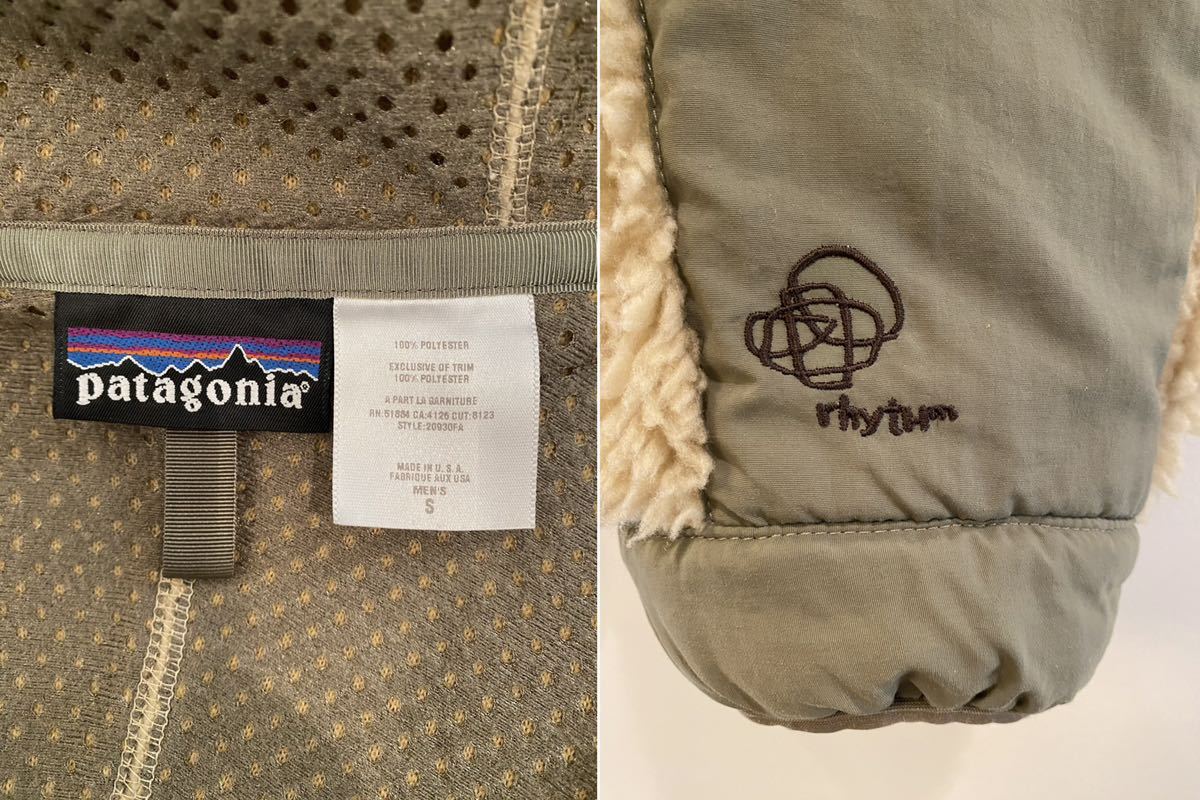 patagonia®
100% POLYESTER
EXCLUSIVE OF TRIM
100% POLYESTER
A PART LA GARNITURE
RN: 51884 CA:4126 CUT: 8123
STYLE:20930FA
MADE IN U. S. A.
FABRIQUE AUX USA
MEN'S
S
rhythm